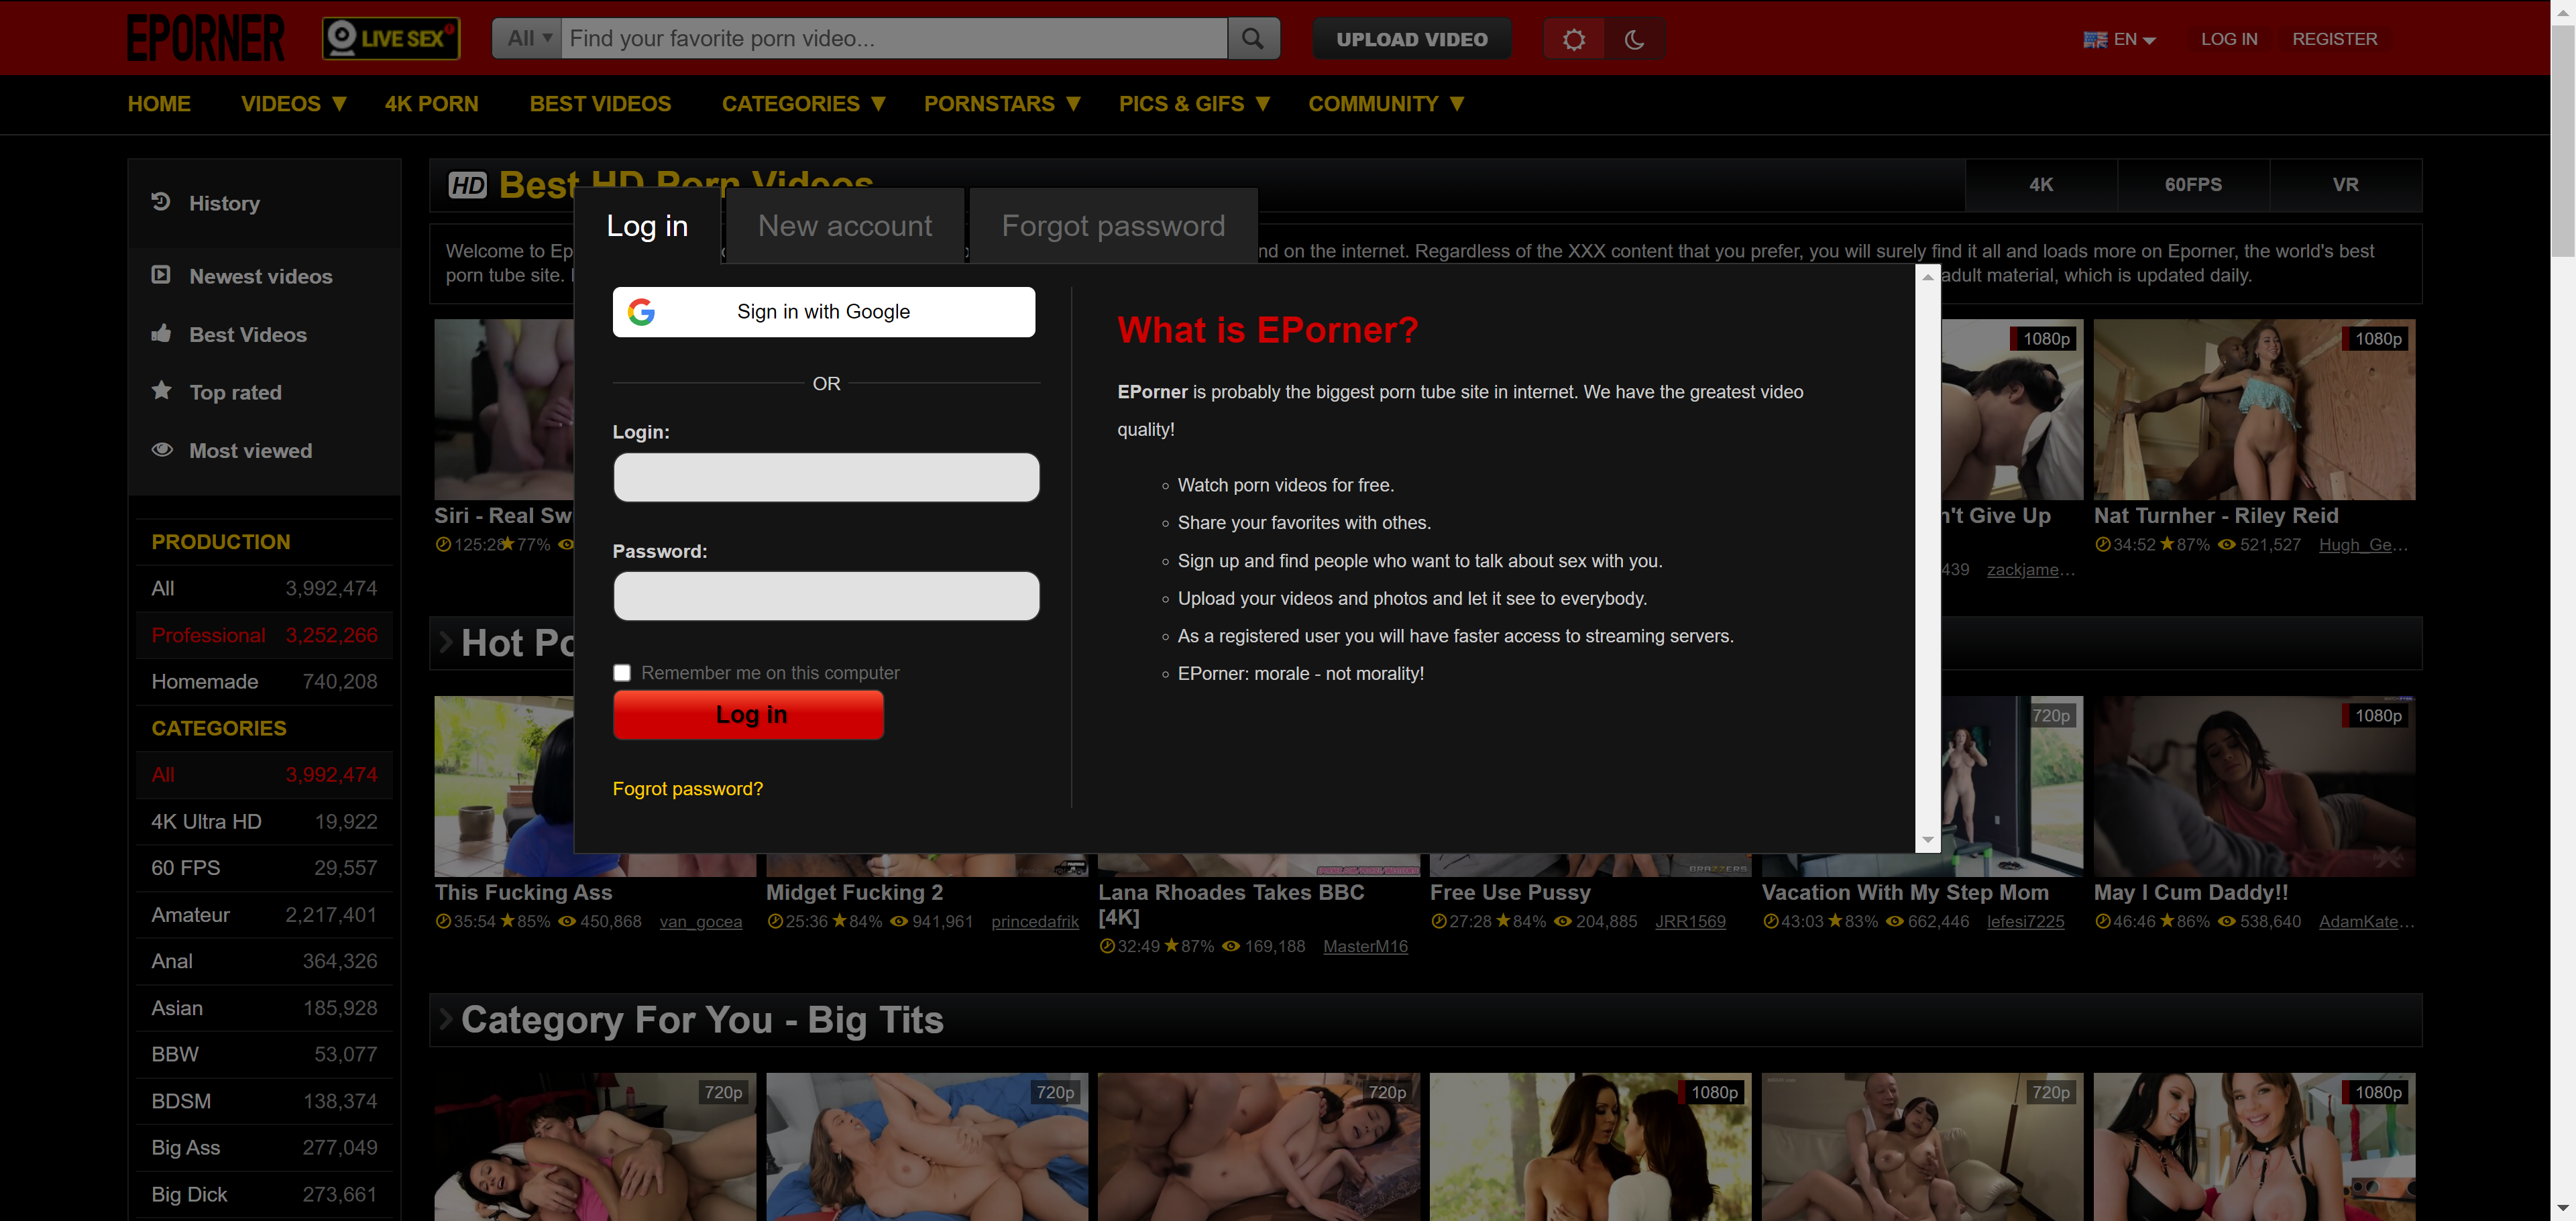 EPORNER
LIVE SEX
All ▼
Find your favorite porn video...
UPLOAD VIDEO
EN
LOG IN
REGISTER
HOME
VIDEOS ▼
4K PORN
BEST VIDEOS
CATEGORIES ▼
PORNSTARS ▼
PICS & GIFS ▼
COMMUNITY ▼
History
Newest videos
Best Videos
Top rated
Most viewed
PRODUCTION
All 3,992,474
Professional 3,252,266
Homemade 740,208
CATEGORIES
All 3,992,474
4K Ultra HD 19,922
60 FPS 29,557
Amateur 2,217,401
Anal 364,326
Asian 185,928
BBW 53,077
BDSM 138,374
Big Ass 277,049
Big Dick 273,661
HD Best HD Porn Videos
4K
60FPS
VR
Welcome to Ep
nd on the internet. Regardless of the XXX content that you prefer, you will surely find it all and loads more on Eporner, the world's best
porn tube site.
adult material, which is updated daily.
Log in
New account
Forgot password
Sign in with Google
OR
Login:
Password:
Remember me on this computer
Log in
Fogrot password?
What is EPorner?
EPorner is probably the biggest porn tube site in internet. We have the greatest video
quality!
Watch porn videos for free.
Share your favorites with othes.
Sign up and find people who want to talk about sex with you.
Upload your videos and photos and let it see to everybody.
As a registered user you will have faster access to streaming servers.
EPorner: morale - not morality!
Siri - Real Sw
125:28 77%
n't Give Up
439 zackjame...
1080p
1080p
Nat Turnher - Riley Reid
34:52 87% 521,527 Hugh_Ge...
Hot Po
720p
1080p
BRAZZERS
This Fucking Ass
35:54 85% 450,868 van_gocea
Midget Fucking 2
25:36 84% 941,961 princedafrik
Lana Rhoades Takes BBC
[4K]
32:49 87% 169,188 MasterM16
Free Use Pussy
27:28 84% 204,885 JRR1569
Vacation With My Step Mom
43:03 83% 662,446 lefesi7225
May I Cum Daddy!!
46:46 86% 538,640 AdamKate...
Category For You - Big Tits
720p
720p
720p
1080p
720p
1080p